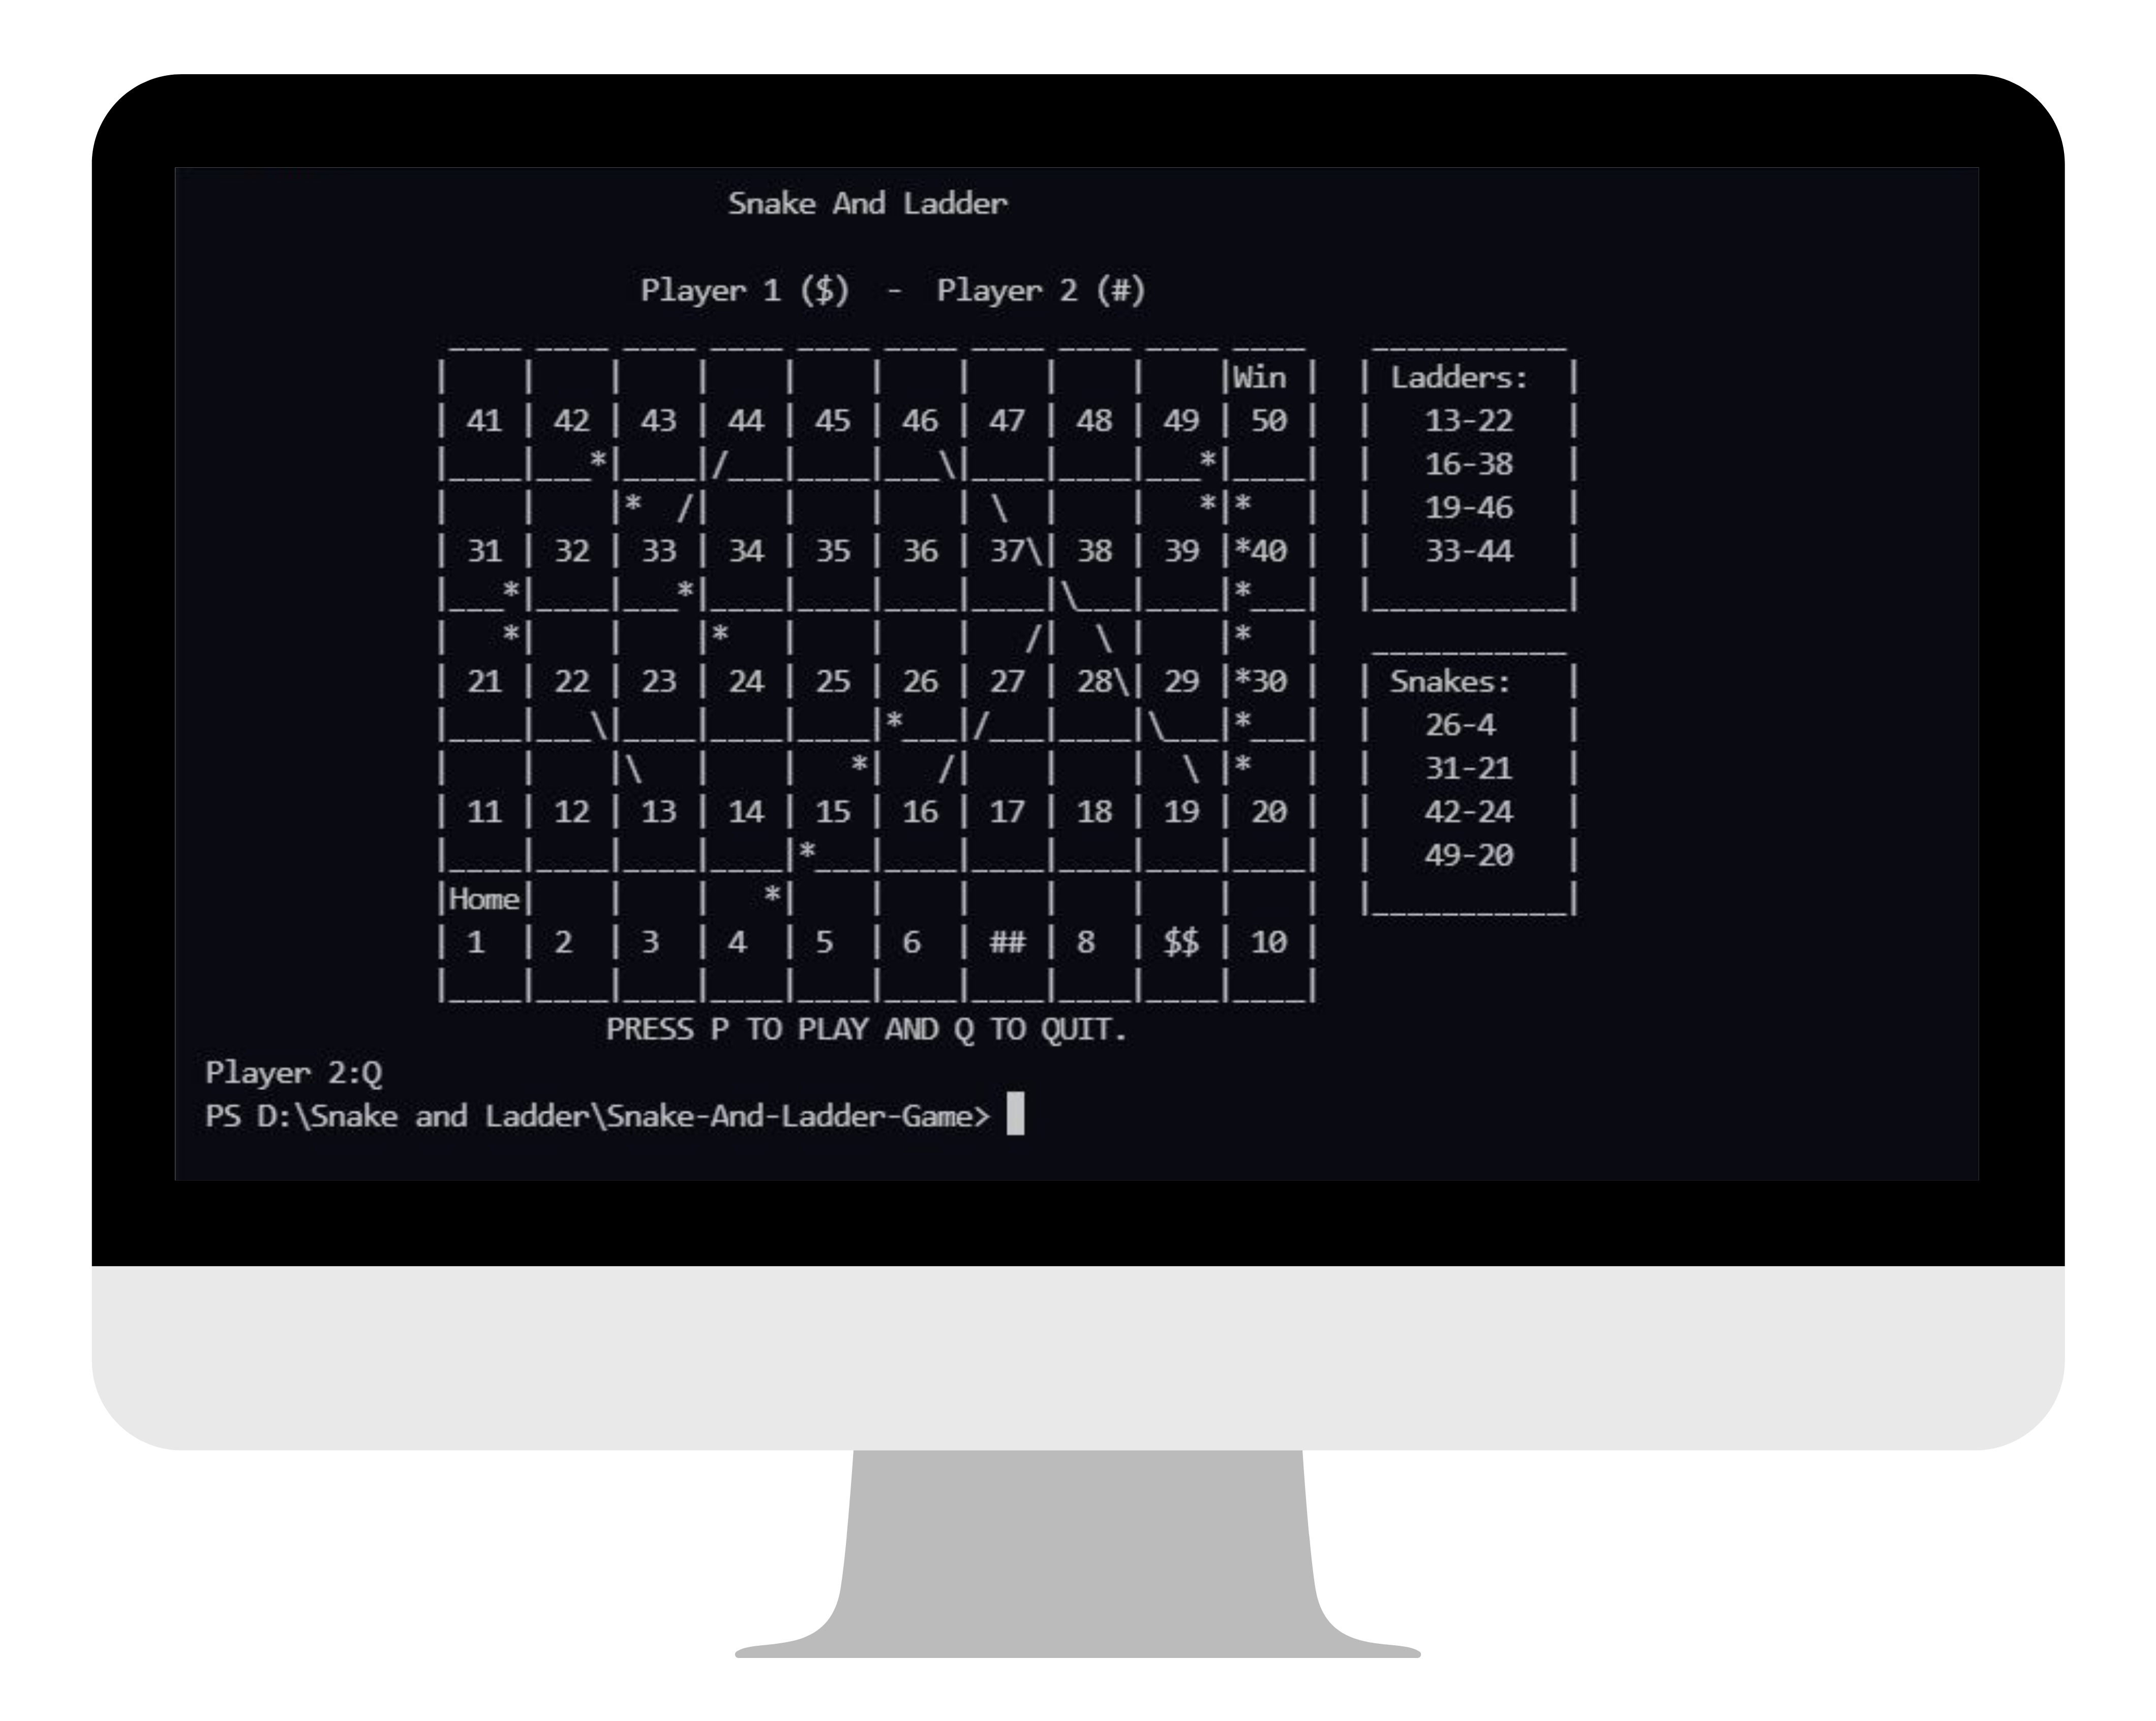 Snake And Ladder
Player 1 ($) - Player 2 (#)
Win
41 42 43 44 45 46 47 48 49 50
31 32 33 34 35 36 37 38 39 40
21 22 23 24 25 26 27 28 29 30
11 12 13 14 15 16 17 18 19 20
Home
1 2 3 4 5 6 ## 8 $$ 10
Ladders:
13-22
16-38
19-46
33-44
Snakes:
26-4
31-21
42-24
49-20
PRESS P TO PLAY AND Q TO QUIT.
Player 2:Q
PS D:\Snake and Ladder\Snake-And-Ladder-Game>